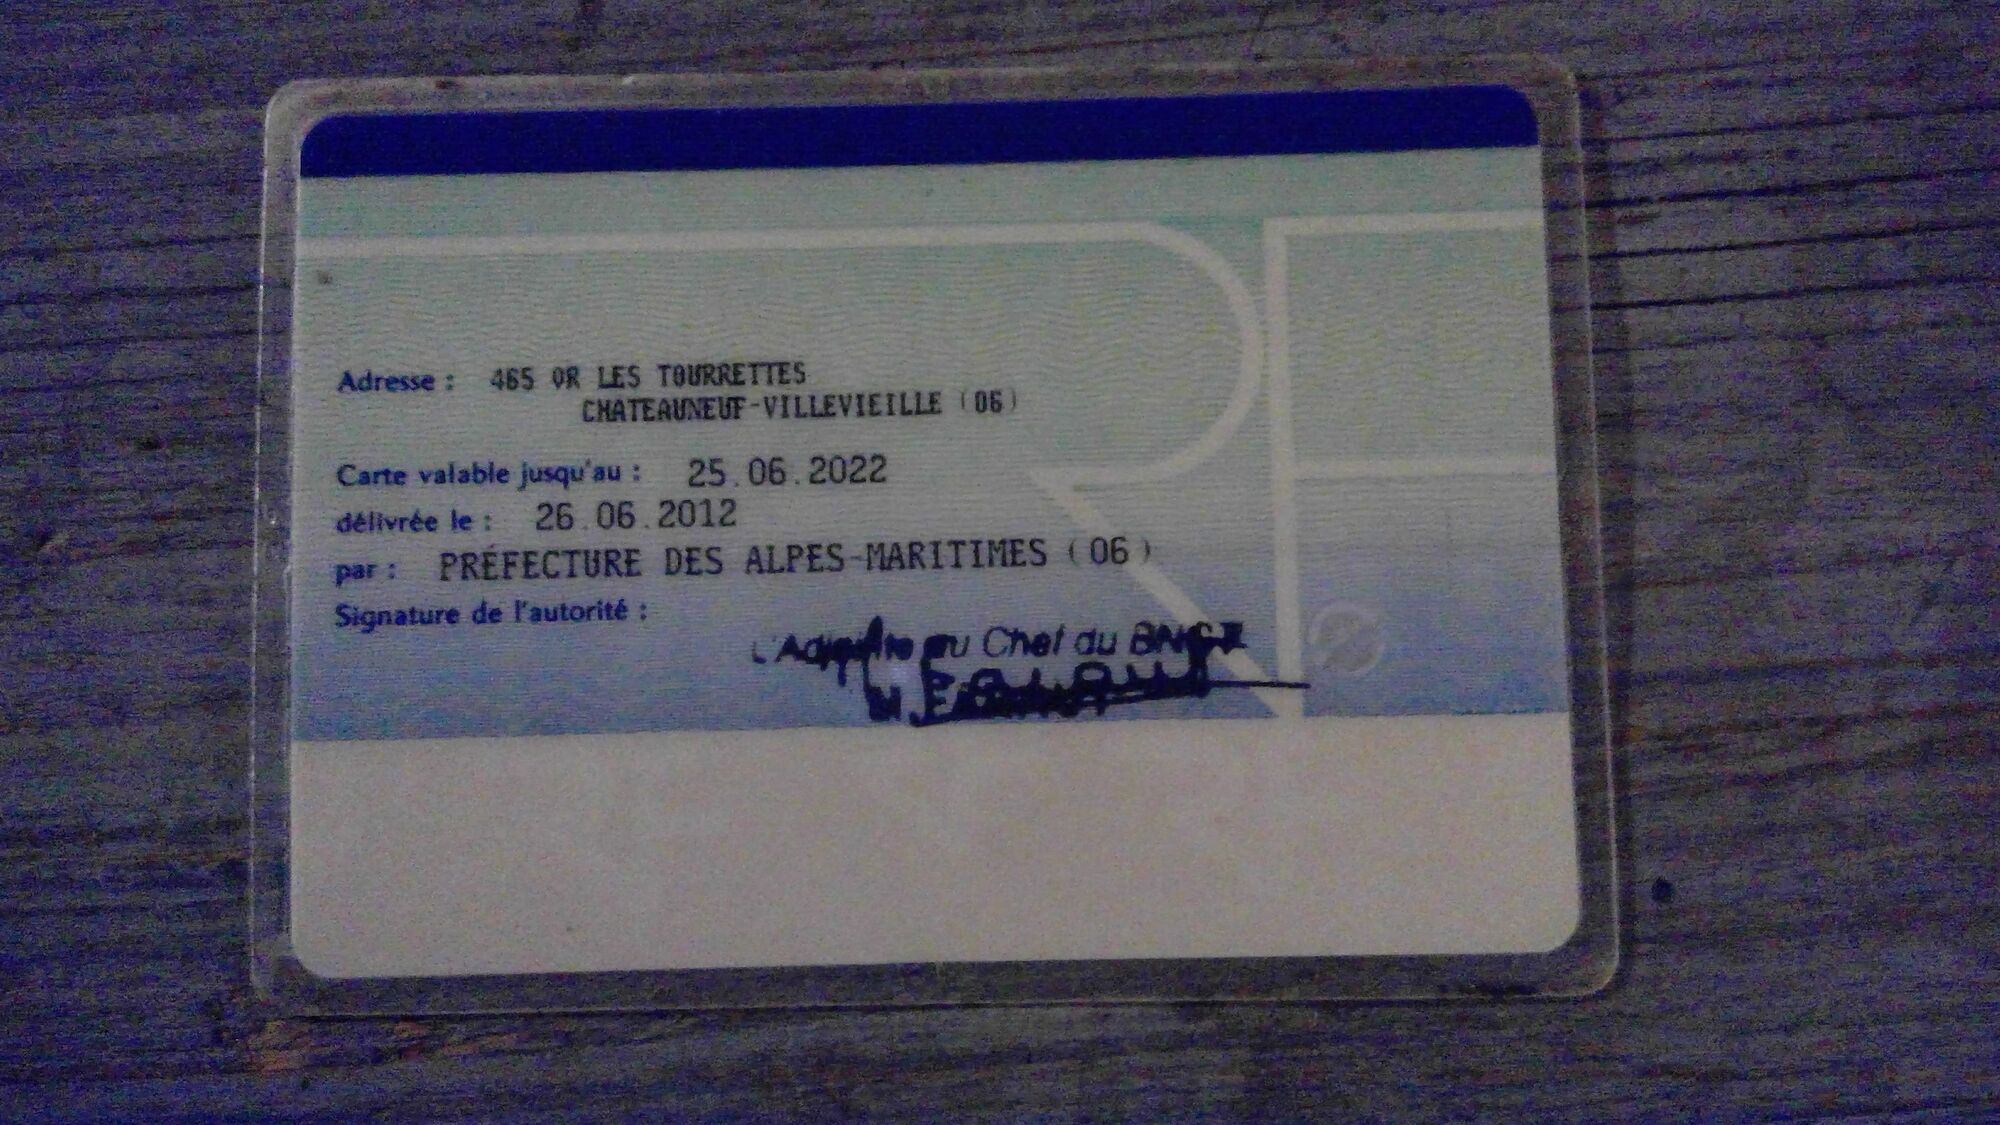 Adresse : 465 OR LES TOURRETTES
CHATEAUNEUF-VILLEVIEILLE (06)
Carte valable jusqu'au : 25.06.2022
délivrée le : 26.06.2012
par : PRÉFECTURE DES ALPES-MARITIMES (06)
Signature de l'autorité :
L'Adjointe au Chef du